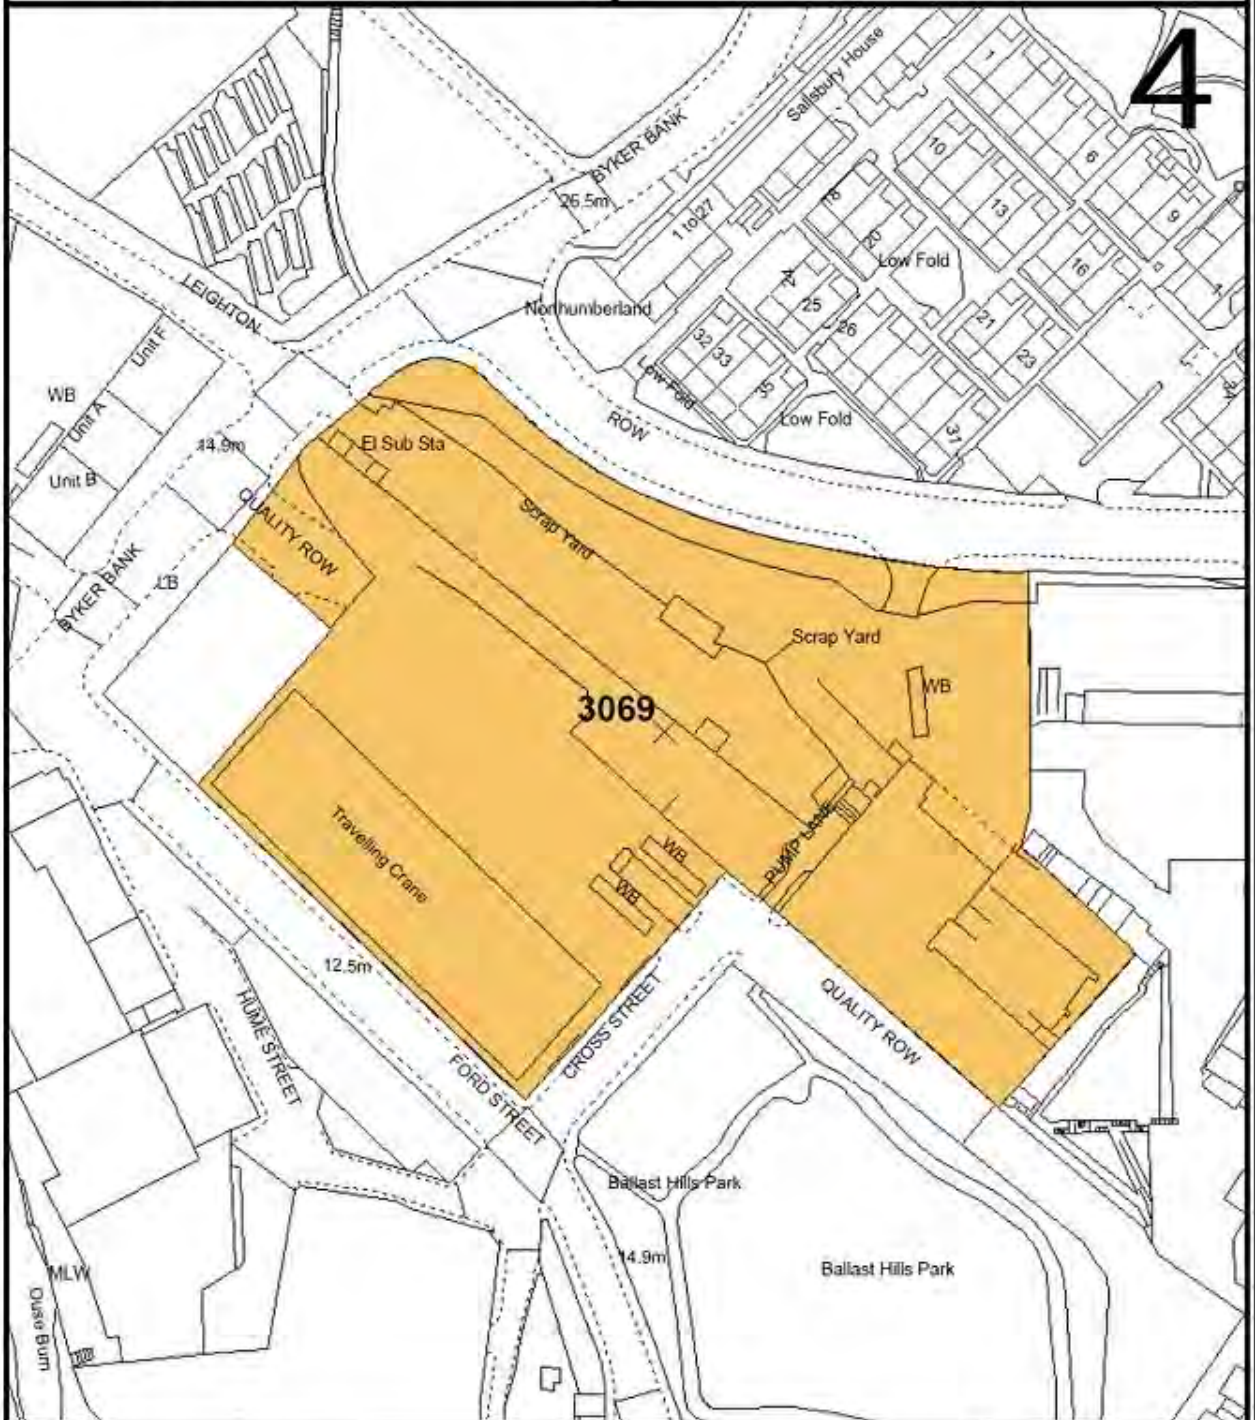 4
Salisbury House
1
10
6
BYKER BANK
26.5m
18
13
9
1 to 27
20
Low Fold
16
1
LEIGHTON
24
Northumberland
25
26
21
32
33
23
Unit F
Low Fold
35
WB
Unit A
Low Fold
ROW
31
14.9m
El Sub Sta
Unit B
QUALITY ROW
Scrap Yard
BYKER BANK
LB
Scrap Yard
WB
3069
Travelling Crane
PUMP LANE
WB
WB
12.5m
HUME STREET
CROSS STREET
QUALITY ROW
FORD STREET
Ballast Hills Park
14.9m
Ballast Hills Park
MLW
Ouse Burn